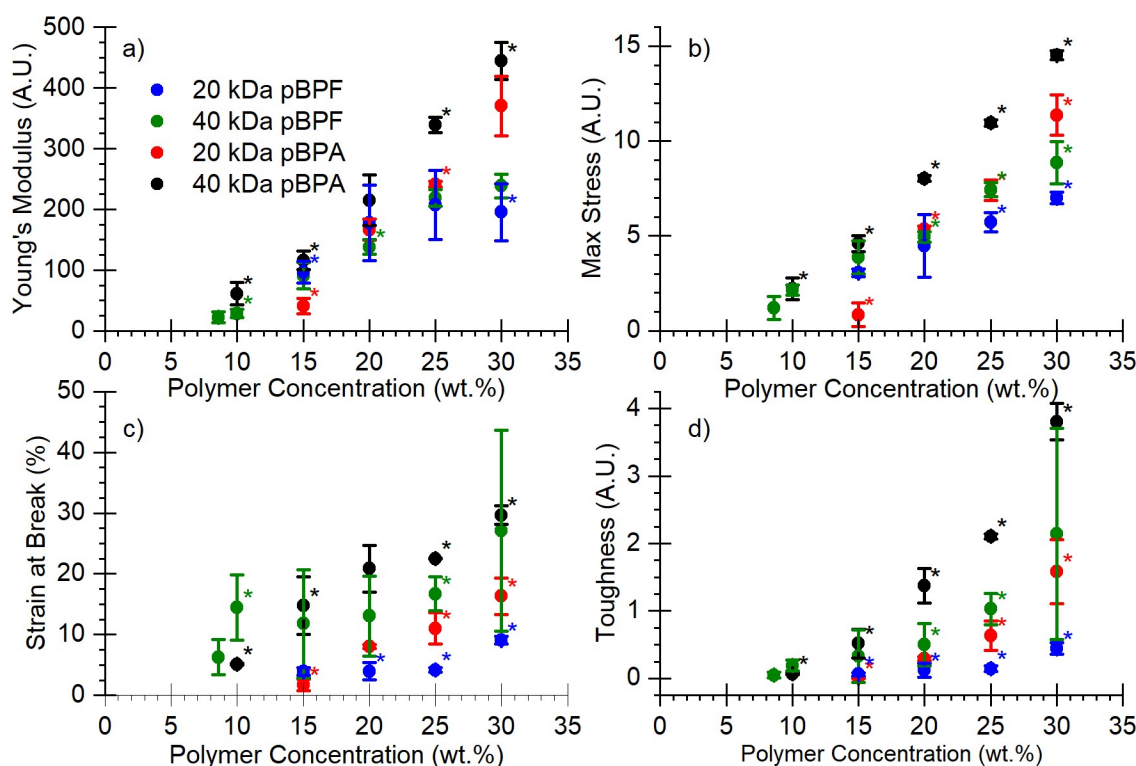 a)
Young's Modulus (A.U.)
500
400
300
200
100
0
20 kDa pBPF
40 kDa pBPF
20 kDa pBPA
40 kDa pBPA
* * * * * * * * *
0 5 10 15 20 25 30 35
Polymer Concentration (wt.%)
b)
Max Stress (A.U.)
15
10
5
0
* * * * * * * * * * * *
0 5 10 15 20 25 30 35
Polymer Concentration (wt.%)
c)
Strain at Break (%)
50
40
30
20
10
0
* * * * * * * * * * * *
0 5 10 15 20 25 30 35
Polymer Concentration (wt.%)
d)
Toughness (A.U.)
4
3
2
1
0
* * * * * * * * * * * * * * *
0 5 10 15 20 25 30 35
Polymer Concentration (wt.%)